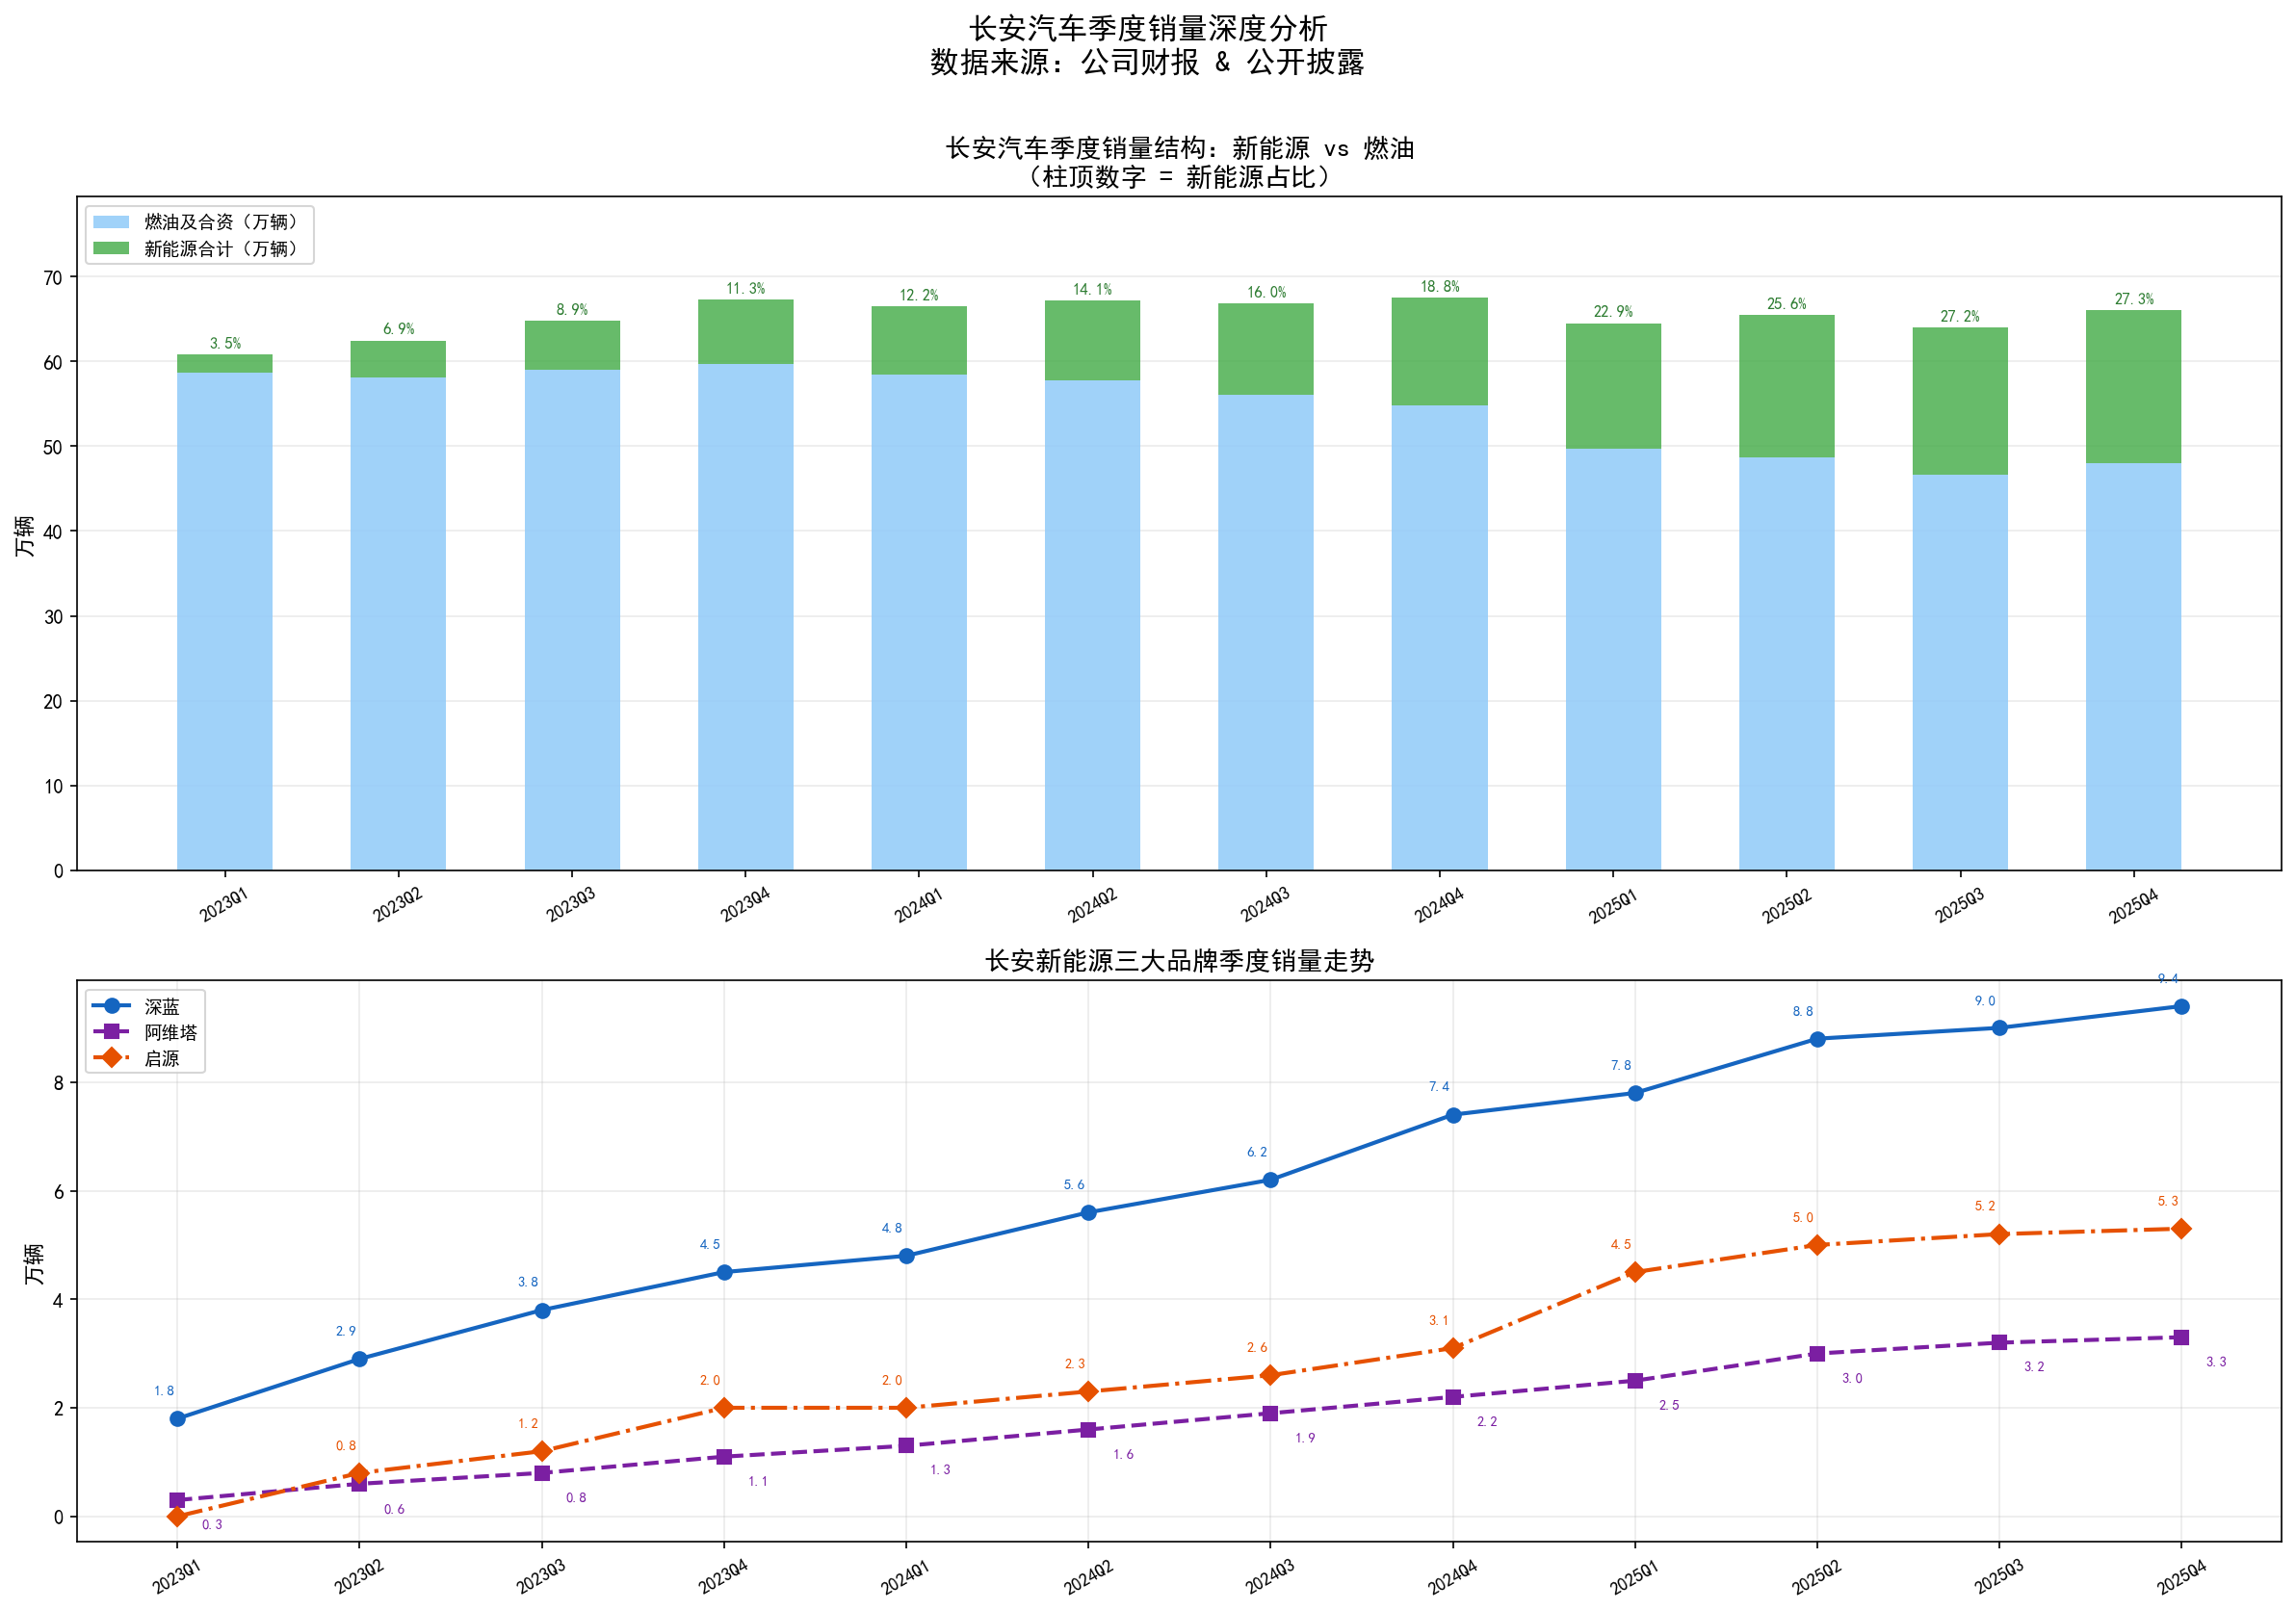 长安汽车季度销量深度分析
数据来源：公司财报 & 公开披露
长安汽车季度销量结构：新能源 vs 燃油
（柱顶数字 = 新能源占比）
燃油及合资（万辆）
新能源合计（万辆）
万辆
70
60
50
40
30
20
10
0
3.5%
6.9%
8.9%
11.3%
12.2%
14.1%
16.0%
18.8%
22.9%
25.6%
27.2%
27.3%
2023Q1
2023Q2
2023Q3
2023Q4
2024Q1
2024Q2
2024Q3
2024Q4
2025Q1
2025Q2
2025Q3
2025Q4
长安新能源三大品牌季度销量走势
深蓝
阿维塔
启源
万辆
8
6
4
2
0
1.8
2.9
3.8
4.5
4.8
5.6
6.2
7.4
7.8
8.8
9.0
9.4
0.8
1.2
2.0
2.0
2.3
2.6
3.1
4.5
5.0
5.2
5.3
0.3
0.6
0.8
1.1
1.3
1.6
1.9
2.2
2.5
3.0
3.2
3.3
2023Q1
2023Q2
2023Q3
2023Q4
2024Q1
2024Q2
2024Q3
2024Q4
2025Q1
2025Q2
2025Q3
2025Q4